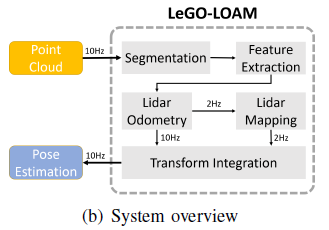 LeGO-LOAM
Point
Cloud
10Hz
Segmentation
Feature
Extraction
Lidar
Odometry
2Hz
Lidar
Mapping
10Hz
2Hz
Pose
Estimation
10Hz
Transform Integration
(b) System overview